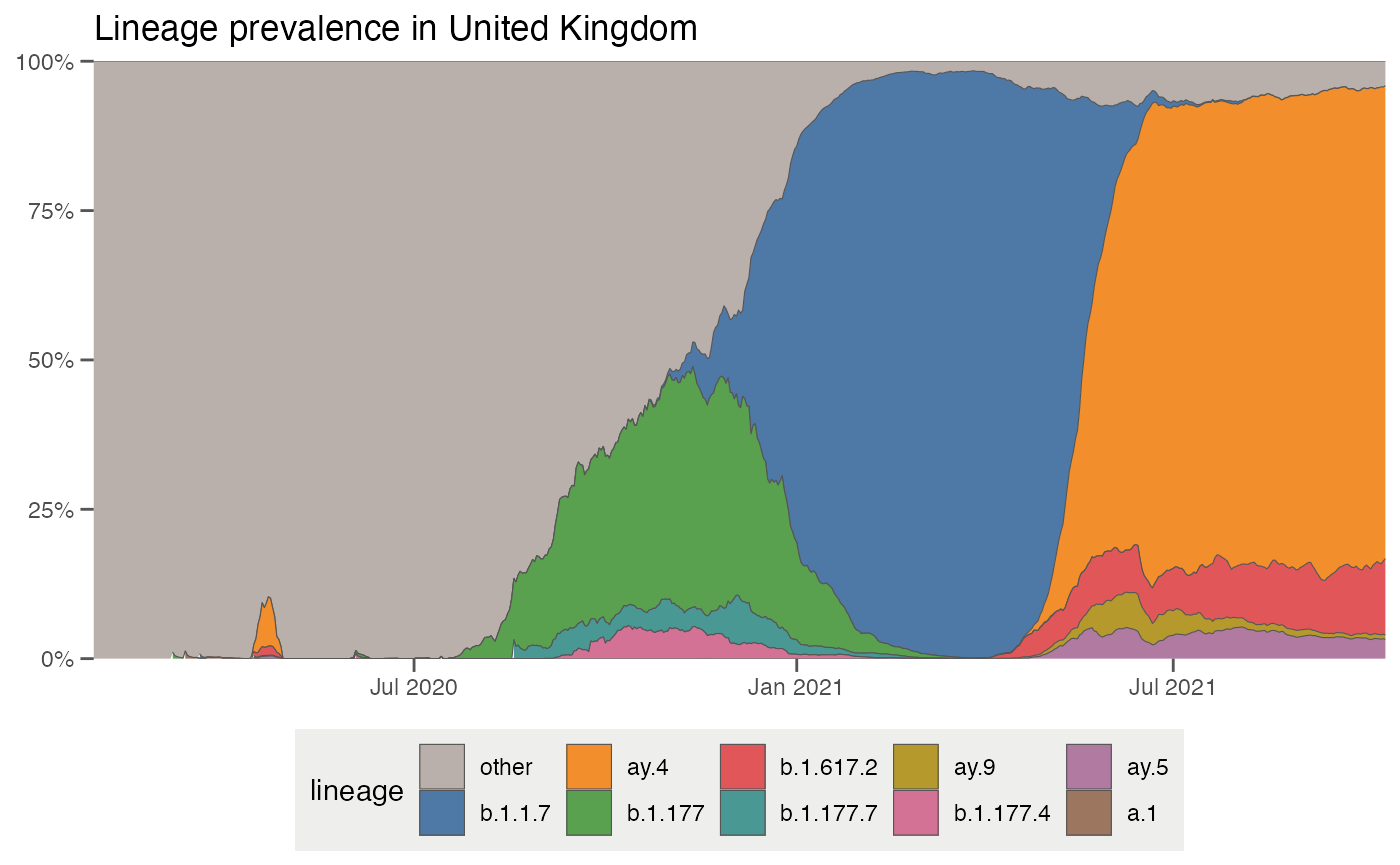 Lineage prevalence in United Kingdom
100%
75%
50%
25%
0%
Jul 2020 Jan 2021 Jul 2021
lineage
other ay.4 b.1.617.2 ay.9 ay.5
b.1.1.7 b.1.177 b.1.177.7 b.1.177.4 a.1